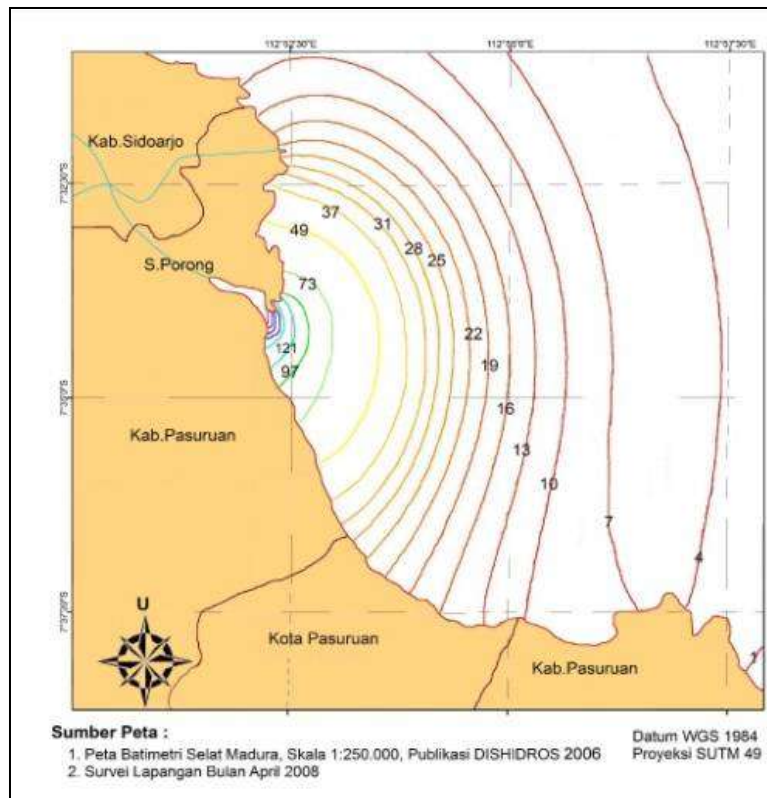 112°52'30"E 112°55'0"E 112°57'30"E
Kab.Sidoarjo
7°32'30"S
37
49
31
28
25
S.Porong
73
22
121
19
97
7°35'0"S
16
Kab.Pasuruan
13
10
7
4
7°37'30"S
U
Kota Pasuruan
Kab.Pasuruan
1
Sumber Peta :
1. Peta Batimetri Selat Madura, Skala 1:250.000, Publikasi DISHIDROS 2006
2. Survei Lapangan Bulan April 2008
Datum WGS 1984
Proyeksi SUTM 49